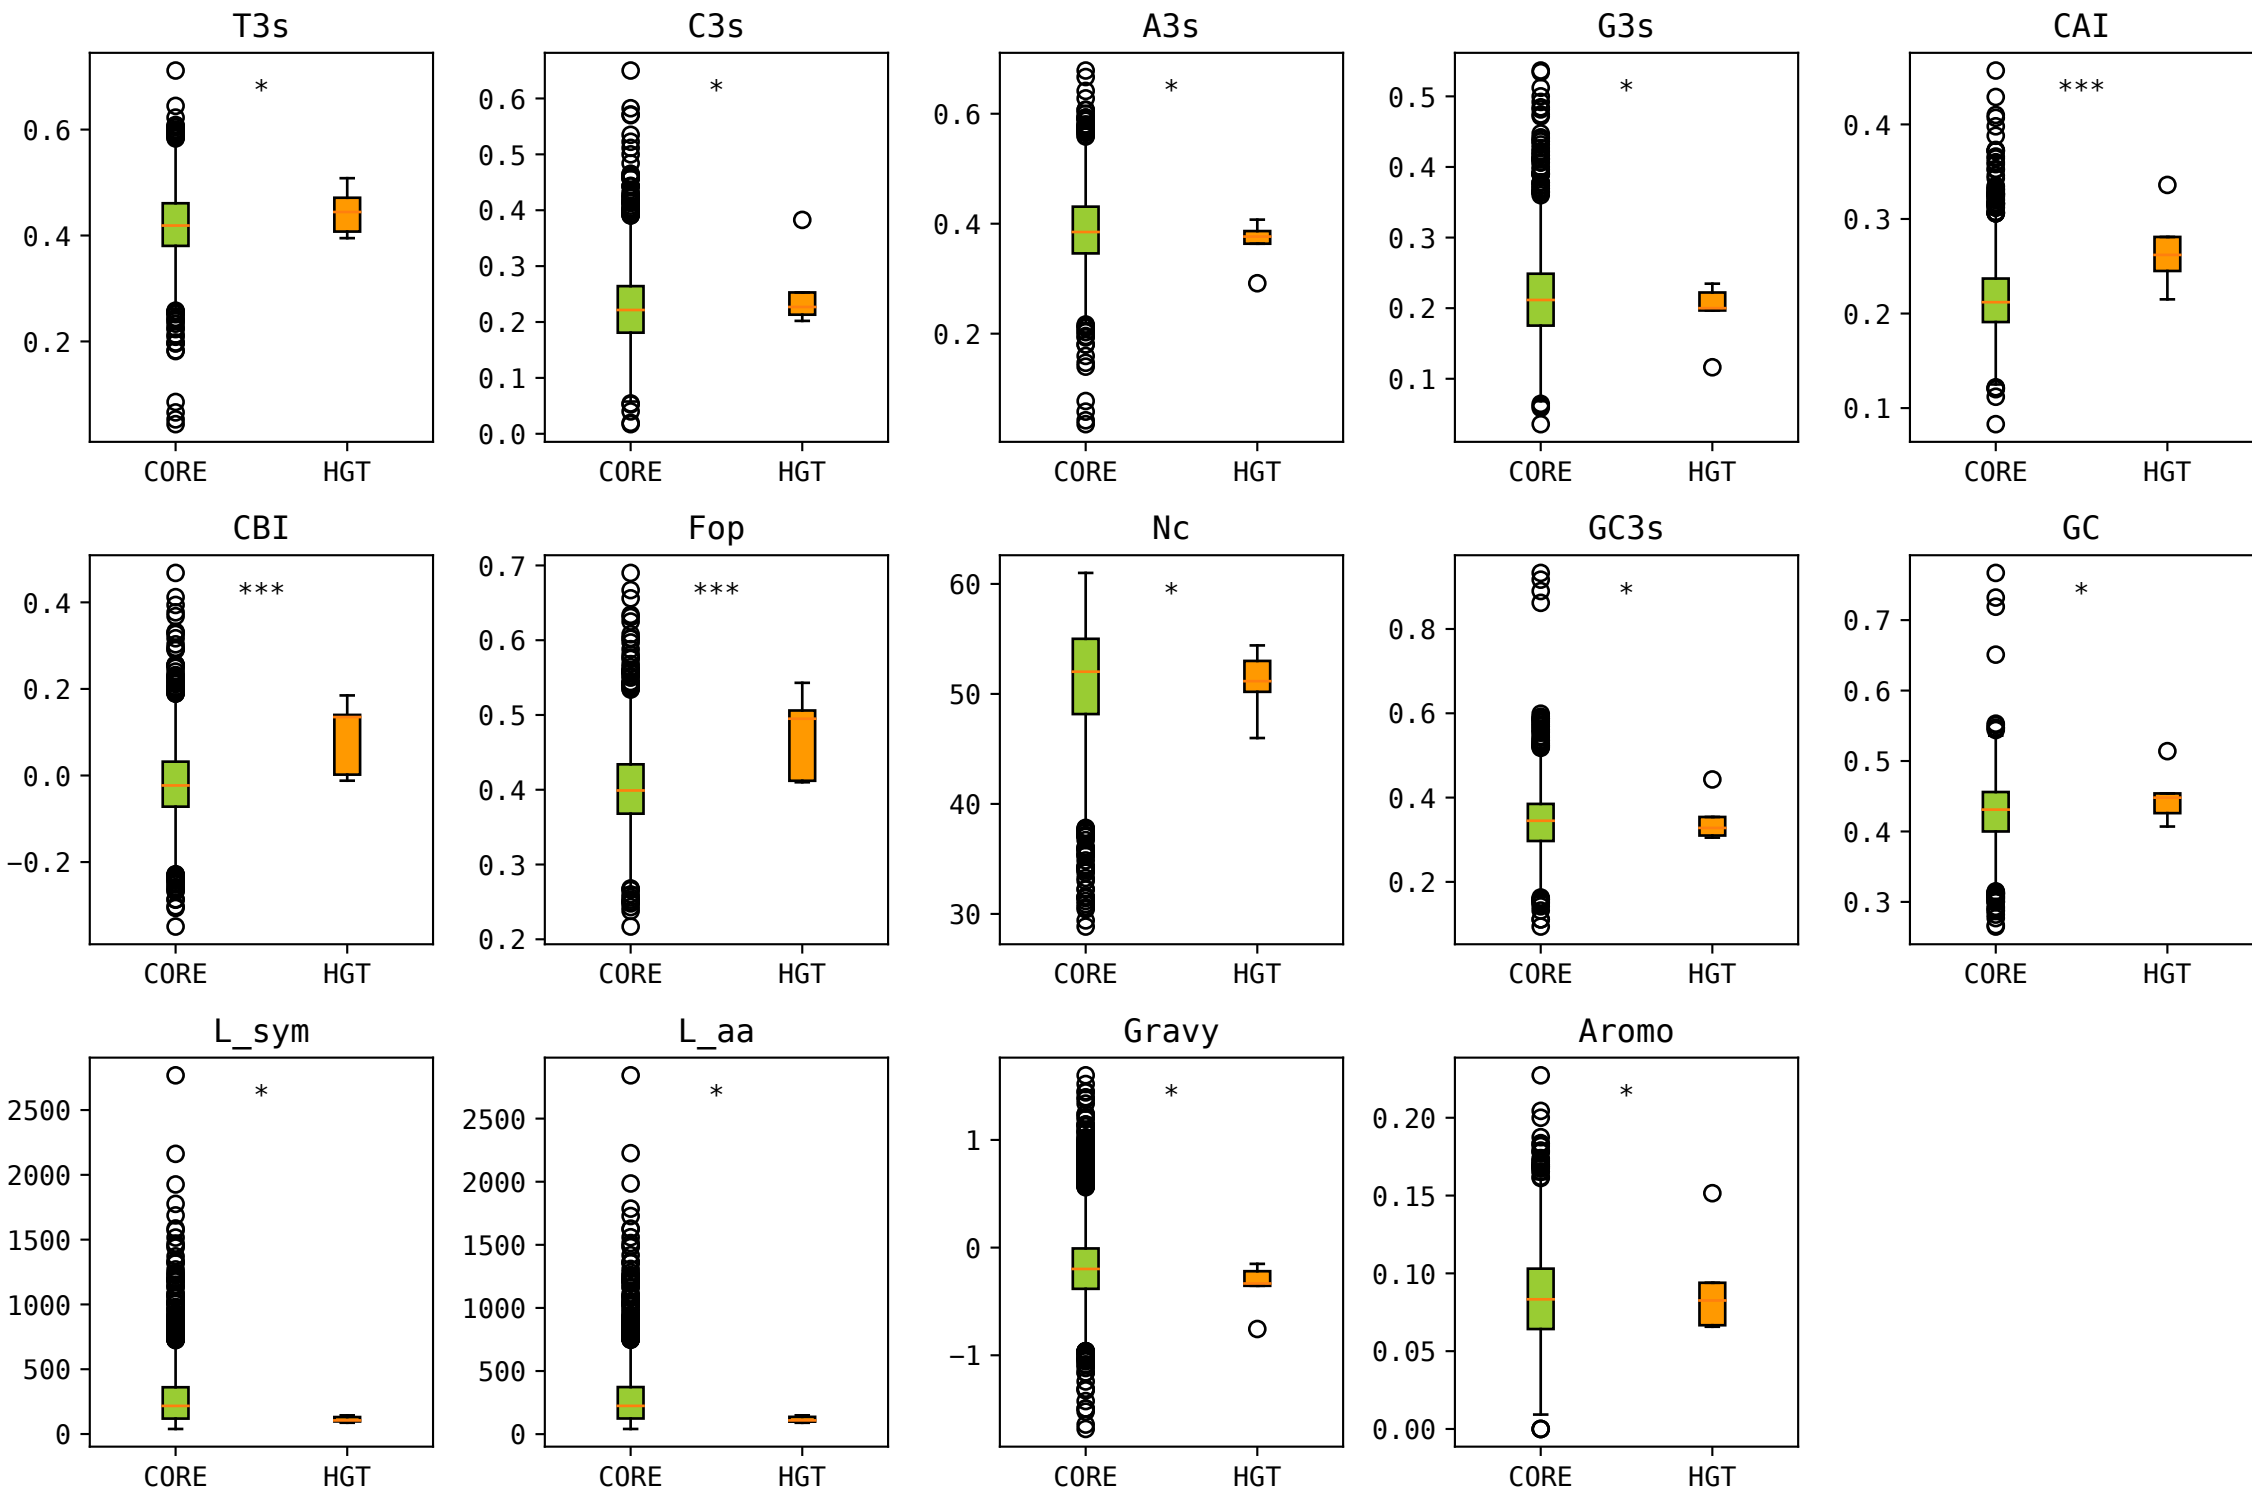 T3s
C3s
A3s
G3s
CAI
*
*
*
*
***
0.6
0.4
0.2
0.6
0.5
0.4
0.3
0.2
0.1
0.0
0.6
0.4
0.2
0.5
0.4
0.3
0.2
0.1
0.4
0.3
0.2
0.1
CORE HGT
CORE HGT
CORE HGT
CORE HGT
CORE HGT
CBI
Fop
Nc
GC3s
GC
***
***
*
*
*
0.4
0.2
0.0
−0.2
0.7
0.6
0.5
0.4
0.3
0.2
60
50
40
30
0.8
0.6
0.4
0.2
0.7
0.6
0.5
0.4
0.3
CORE HGT
CORE HGT
CORE HGT
CORE HGT
CORE HGT
L_sym
L_aa
Gravy
Aromo
*
*
*
*
2500
2000
1500
1000
500
0
2500
2000
1500
1000
500
0
1
0
−1
0.20
0.15
0.10
0.05
0.00
CORE HGT
CORE HGT
CORE HGT
CORE HGT